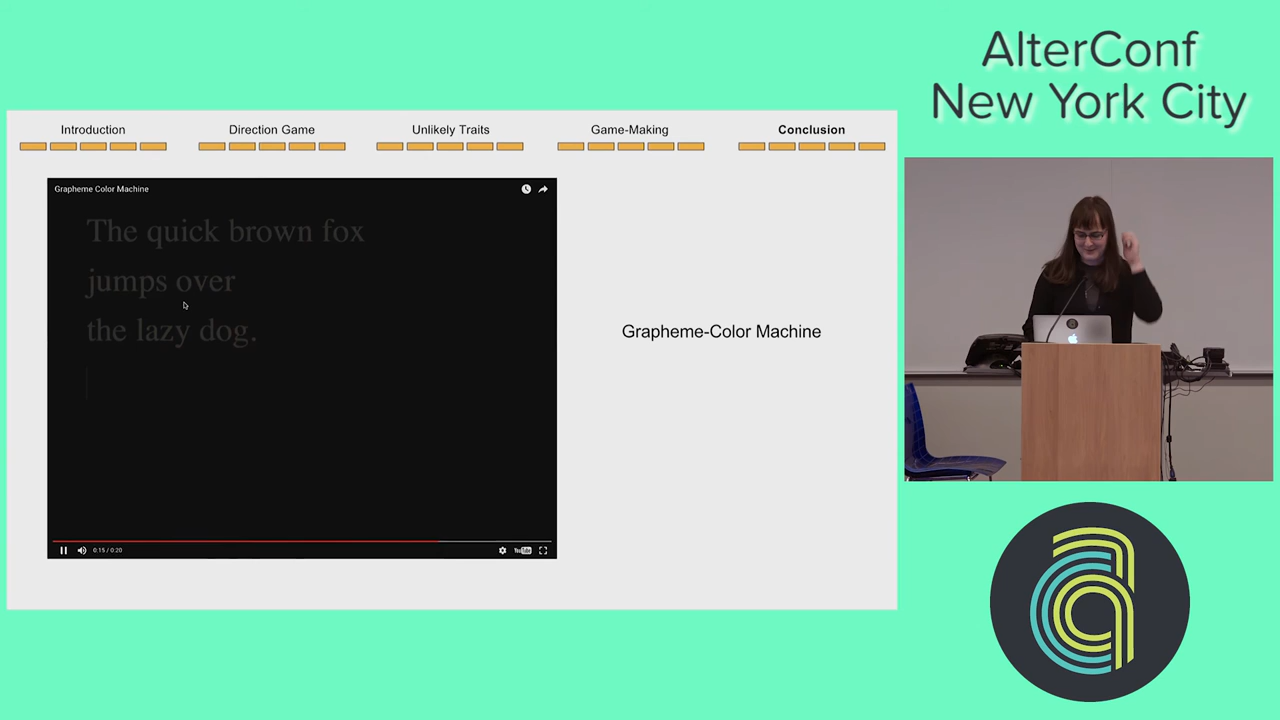 AlterConf
New York City
Introduction
Direction Game
Unlikely Traits
Game-Making
Conclusion
Grapheme Color Machine
The quick brown fox
jumps over
the lazy dog.
Grapheme-Color Machine
0:15 / 0:20
YouTube